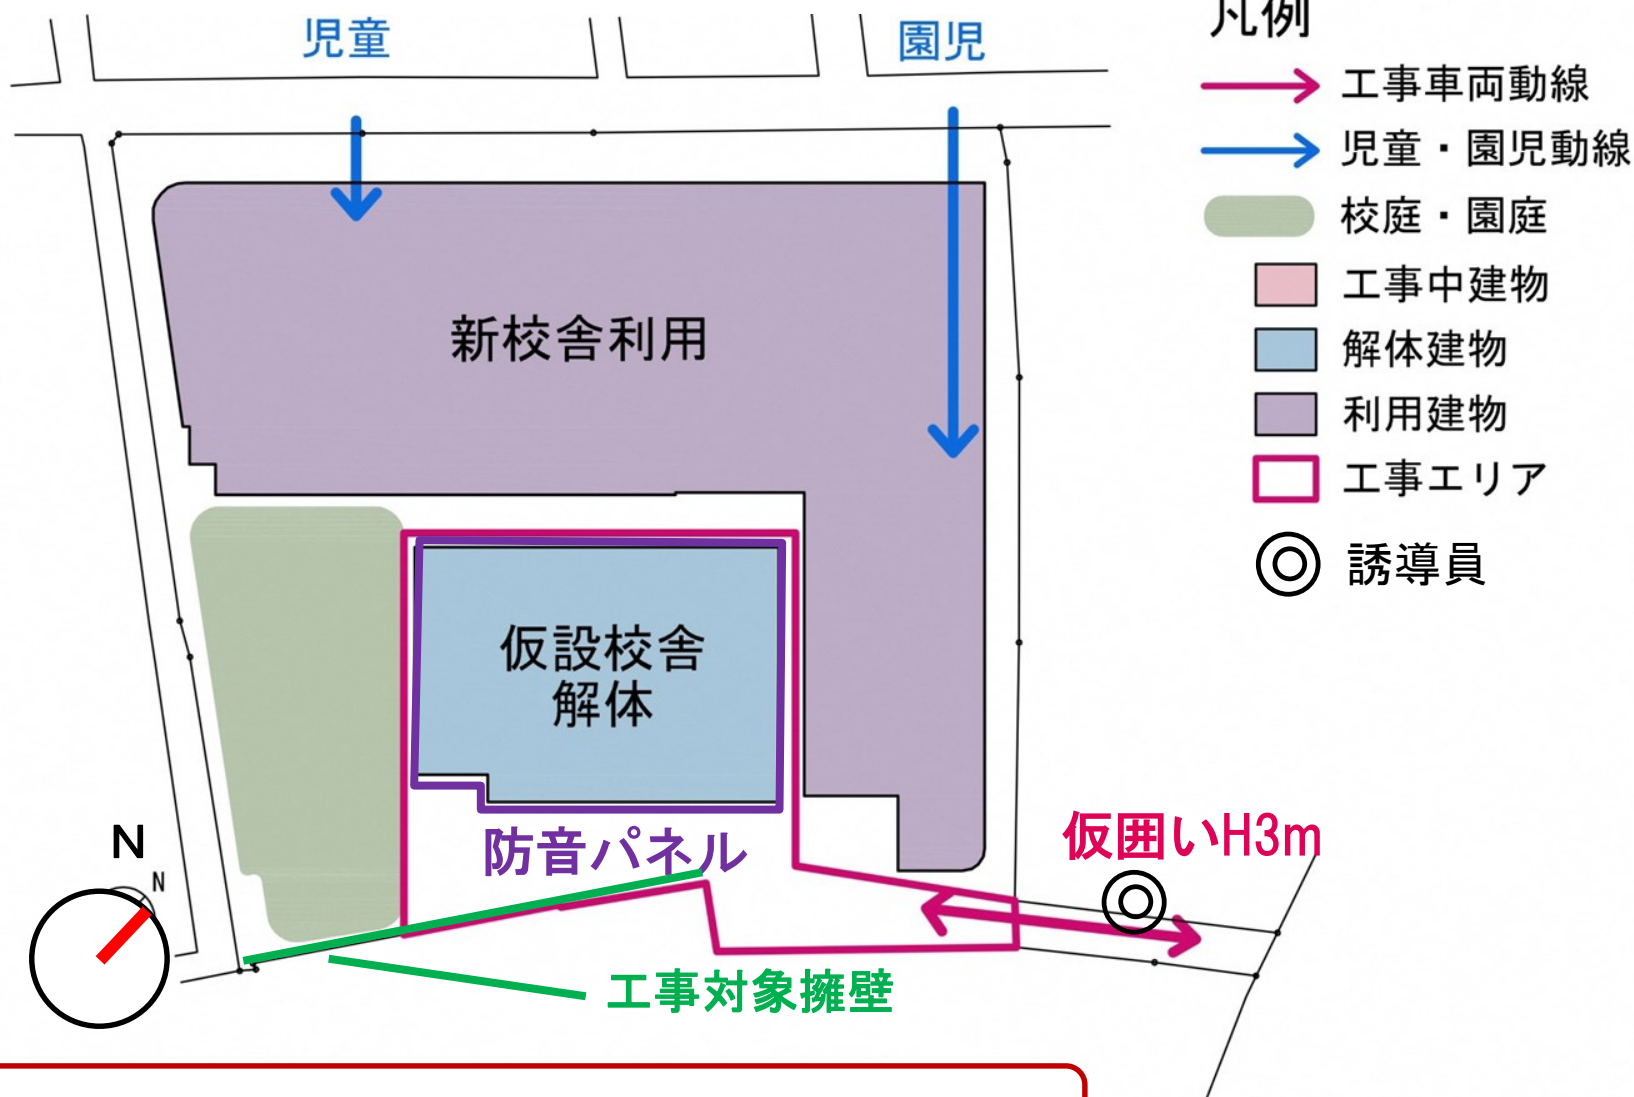 児童
園児
凡例
工事車両動線
児童・園児動線
校庭・園庭
工事中建物
解体建物
利用建物
工事エリア
誘導員
新校舎利用
仮設校舎
解体
防音パネル
仮囲いH3m
N
N
工事対象擁壁